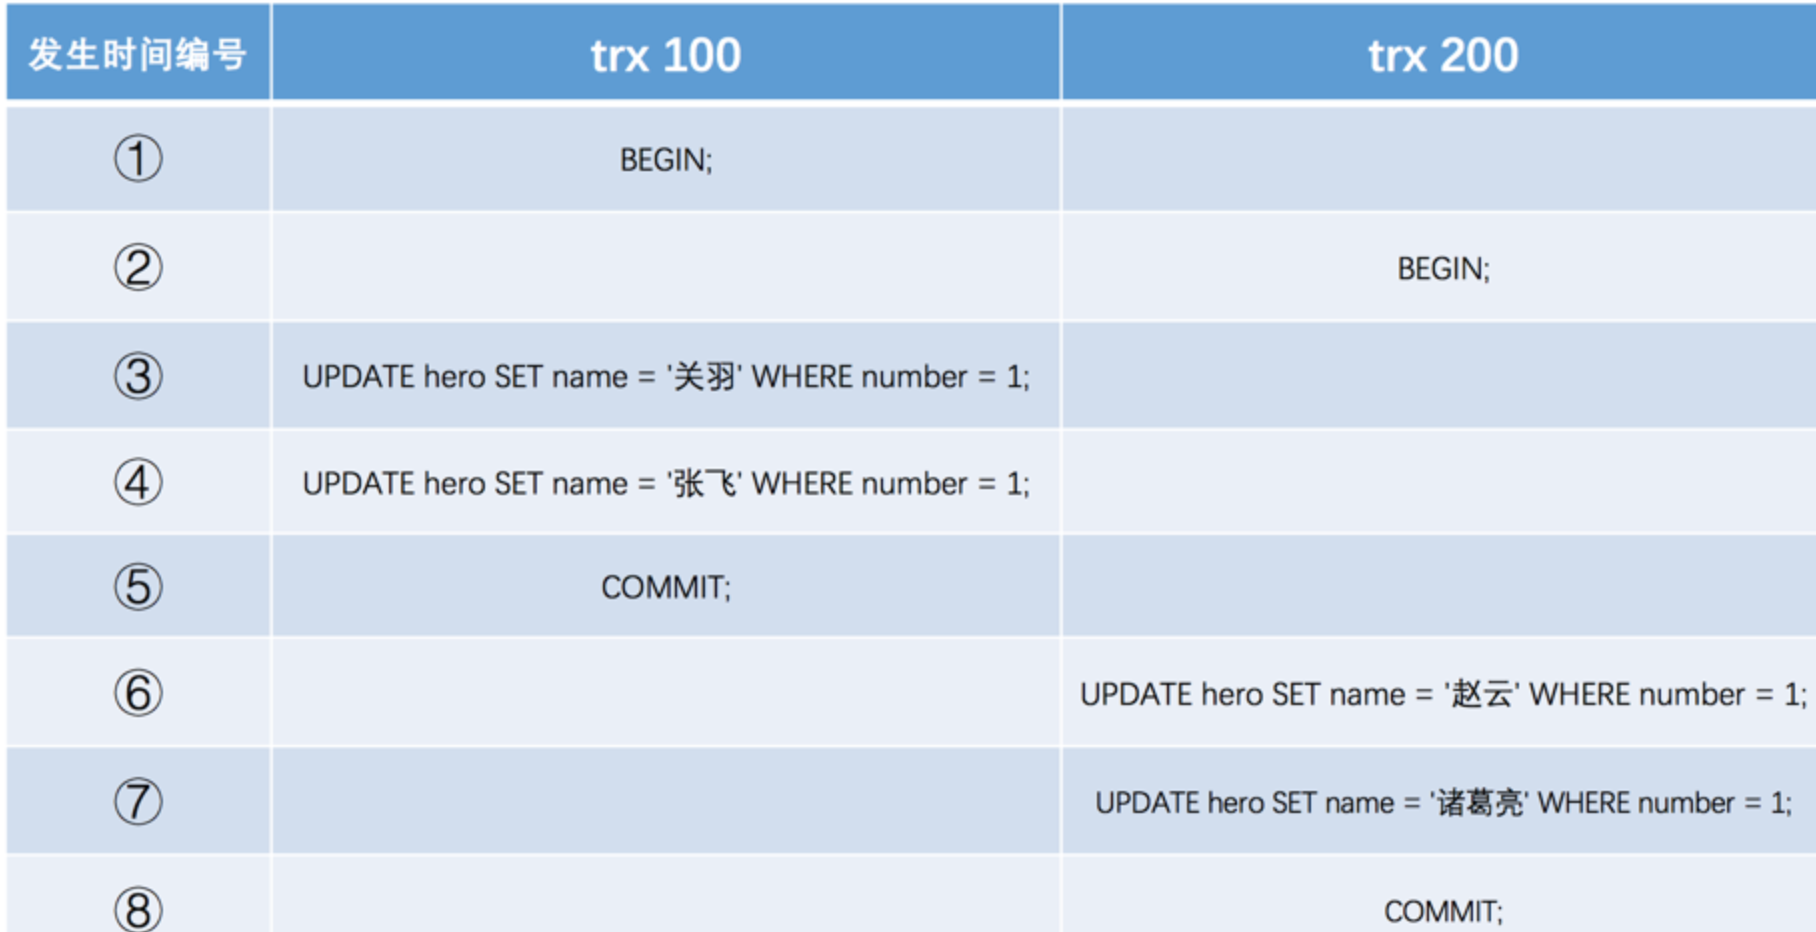 发生时间编号 trx 100 trx 200
① BEGIN;
② BEGIN;
③ UPDATE hero SET name = '关羽' WHERE number = 1;
④ UPDATE hero SET name = '张飞' WHERE number = 1;
⑤ COMMIT;
⑥ UPDATE hero SET name = '赵云' WHERE number = 1;
⑦ UPDATE hero SET name = '诸葛亮' WHERE number = 1;
⑧ COMMIT;